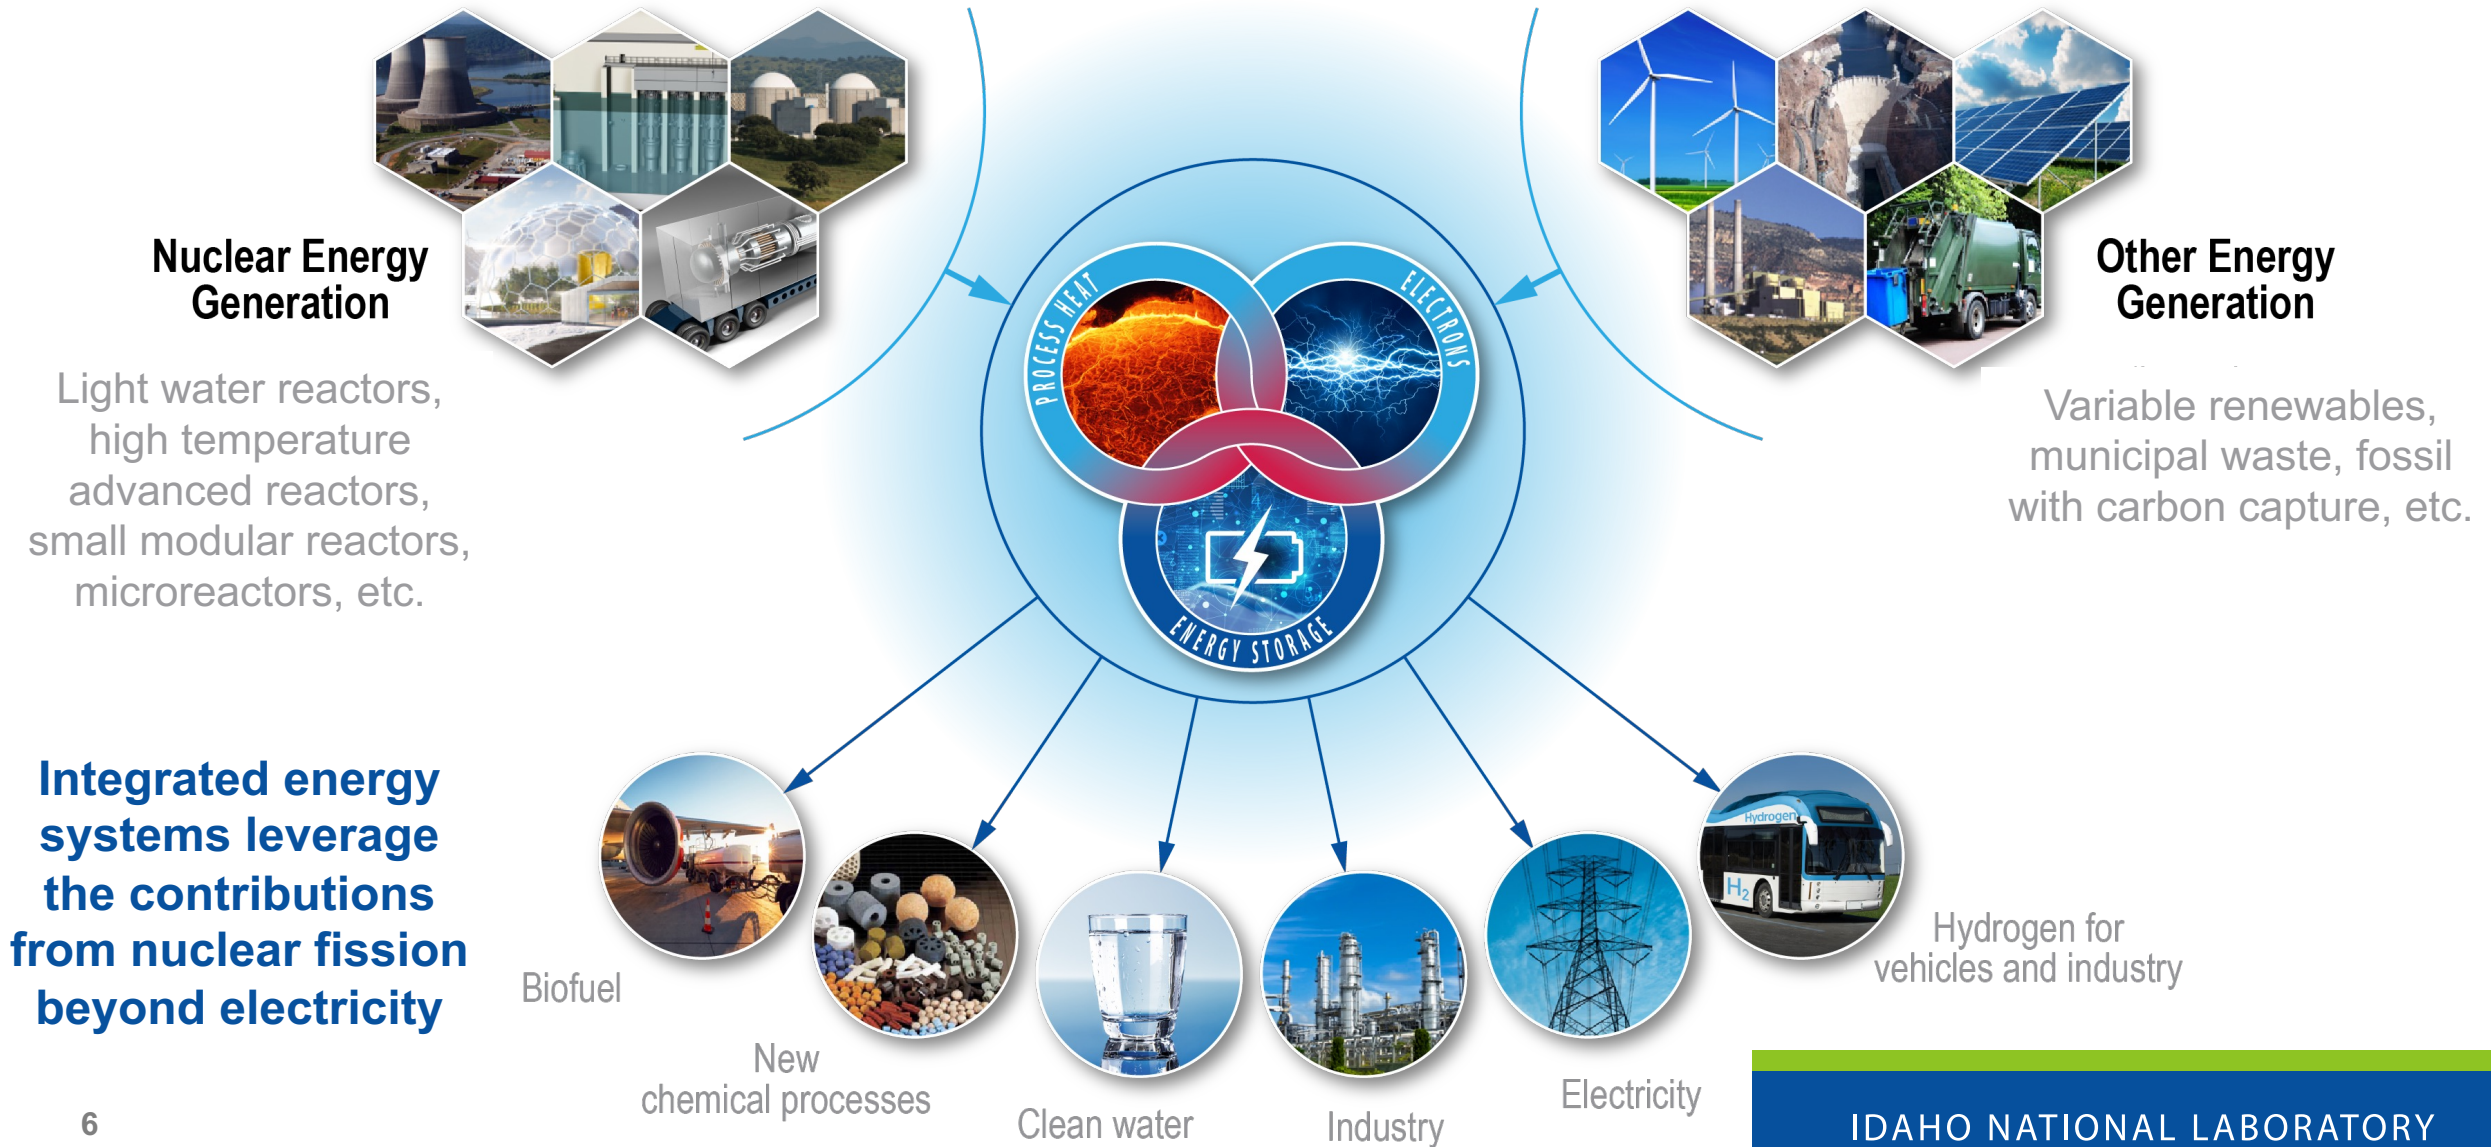 Nuclear Energy
Generation
Light water reactors,
high temperature
advanced reactors,
small modular reactors,
microreactors, etc.
PROCESS HEAT
ELECTRONS
ENERGY STORAGE
Other Energy
Generation
Variable renewables,
municipal waste, fossil
with carbon capture, etc.
Integrated energy
systems leverage
the contributions
from nuclear fission
beyond electricity
Biofuel
New
chemical processes
Clean water
Industry
Electricity
Hydrogen
H2
Hydrogen for
vehicles and industry
6
IDAHO NATIONAL LABORATORY